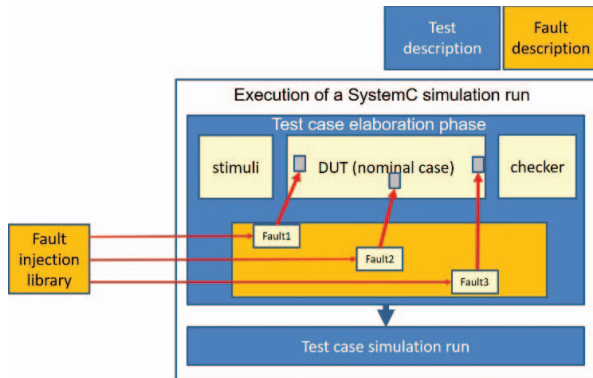 Test
description
Fault
description
Execution of a SystemC simulation run
Test case elaboration phase
stimuli
DUT (nominal case)
checker
Fault
injection
library
Fault1
Fault2
Fault3
Test case simulation run